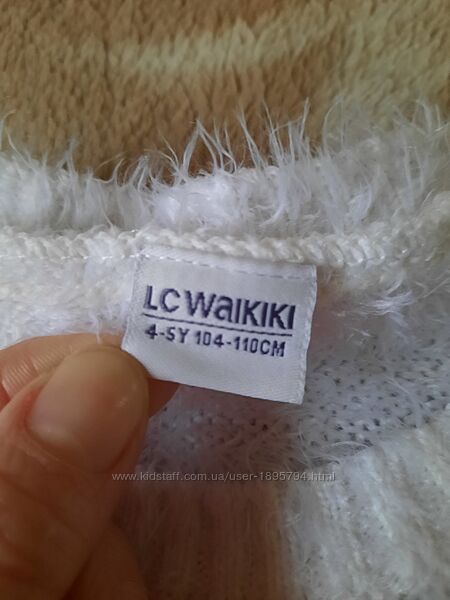 LC WAIKIKI
4-5Y 104-110CM
www.kidstaff.com.ua/user-1895794.html